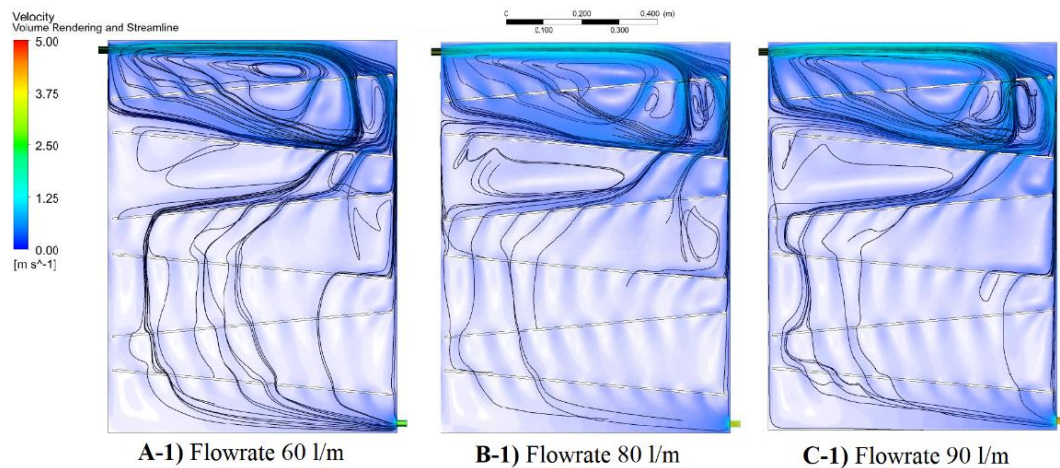 Velocity
Volume Rendering and Streamline
0 0.200 0.400 (m)
0.100 0.300
5.00
3.75
2.50
1.25
0.00
[m s^-1]
A-1) Flowrate 60 l/m B-1) Flowrate 80 l/m C-1) Flowrate 90 l/m